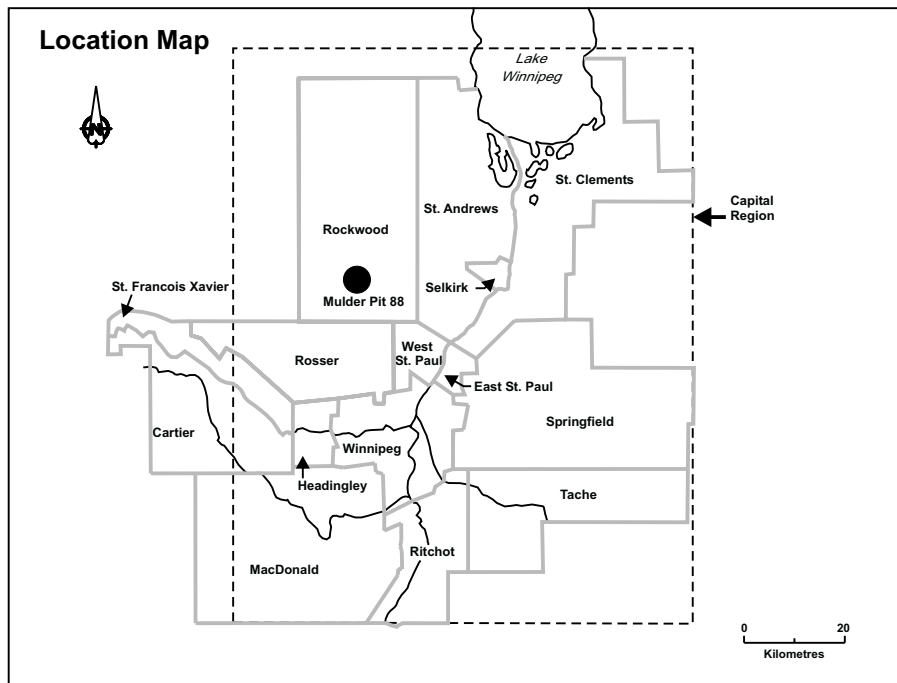 Location Map
Lake
Winnipeg
N
St. Clements
Capital
Region
St. Andrews
Rockwood
St. Francois Xavier
Selkirk
Mulder Pit 88
West
St. Paul
Rosser
East St. Paul
Springfield
Cartier
Winnipeg
Headingley
Tache
Ritchot
MacDonald
0 20
Kilometres